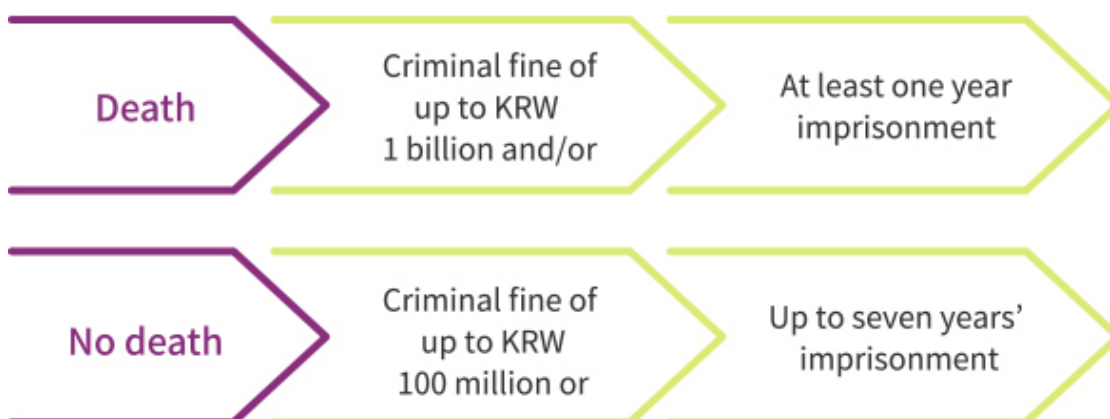 Death
Criminal fine of
up to KRW
1 billion and/or
At least one year
imprisonment
No death
Criminal fine of
up to KRW
100 million or
Up to seven years’
imprisonment